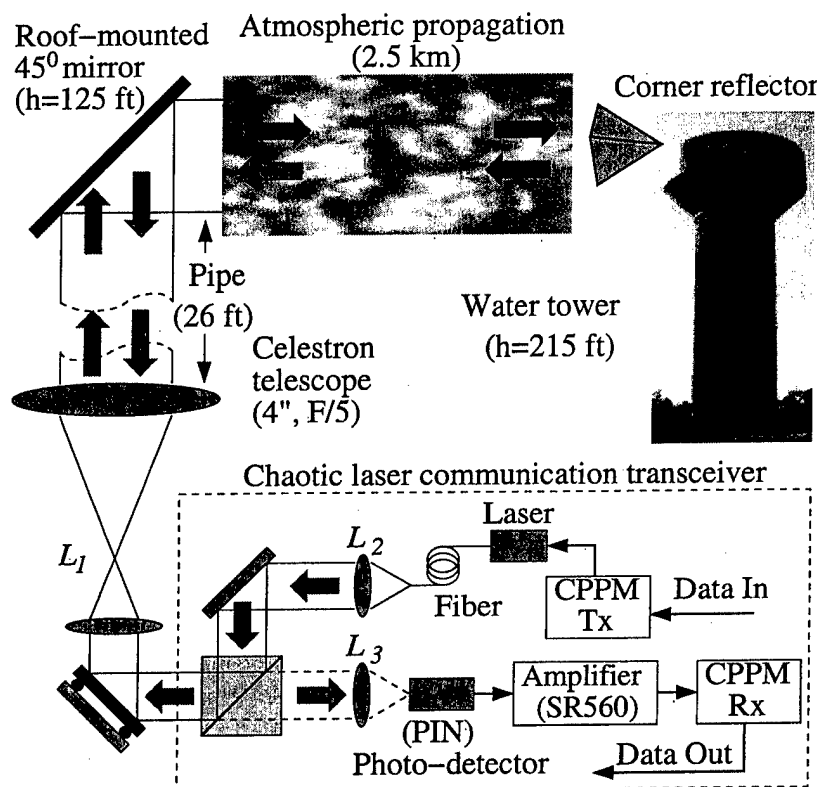 Roof-mounted
45⁰ mirror
(h=125 ft)
Atmospheric propagation
(2.5 km)
Corner reflector
Pipe
(26 ft)
Water tower
(h=215 ft)
Celestron
telescope
(4", F/5)
Chaotic laser communication transceiver
L₁
L₂
Fiber
Laser
CPPM
Tx
Data In
L₃
(PIN)
Photo-detector
Amplifier
(SR560)
CPPM
Rx
Data Out